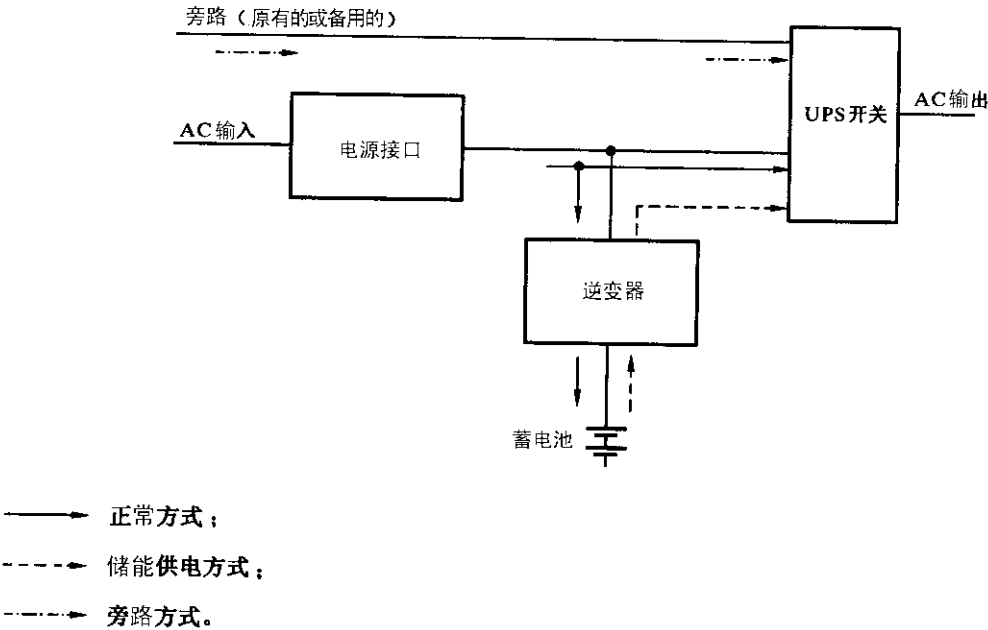 旁路（原有的或备用的）
UPS开关
AC输出
AC输入
电源接口
逆变器
蓄电池
正常方式；
储能供电方式；
旁路方式。